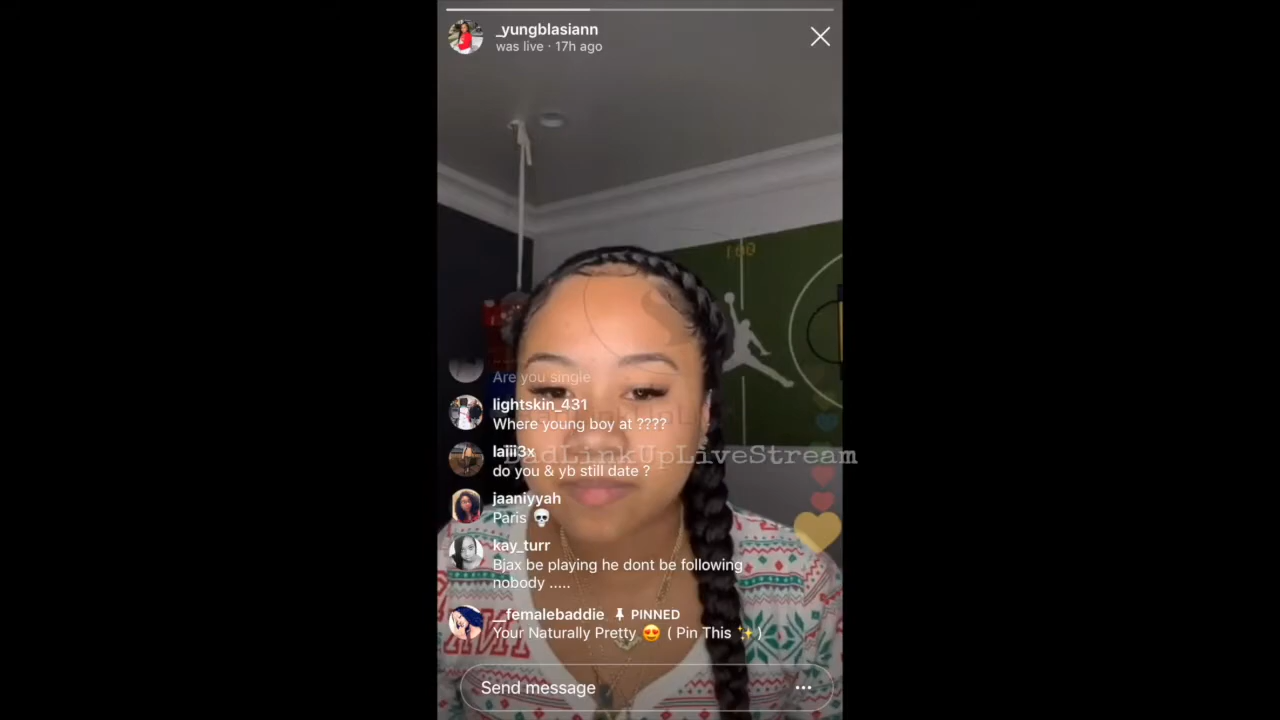 _yungblasiann
was live · 17h ago
Are you single
lightskin_431
Where young boy at ????
laiii3x
do you & yb still date ?
DadLinkUpLiveStream
jaaniyyah
Paris 💀
kay_turr
Bjax be playing he dont be following
nobody .....
__femalebaddie PINNED
Your Naturally Pretty 😍 ( Pin This ✨ )
Send message